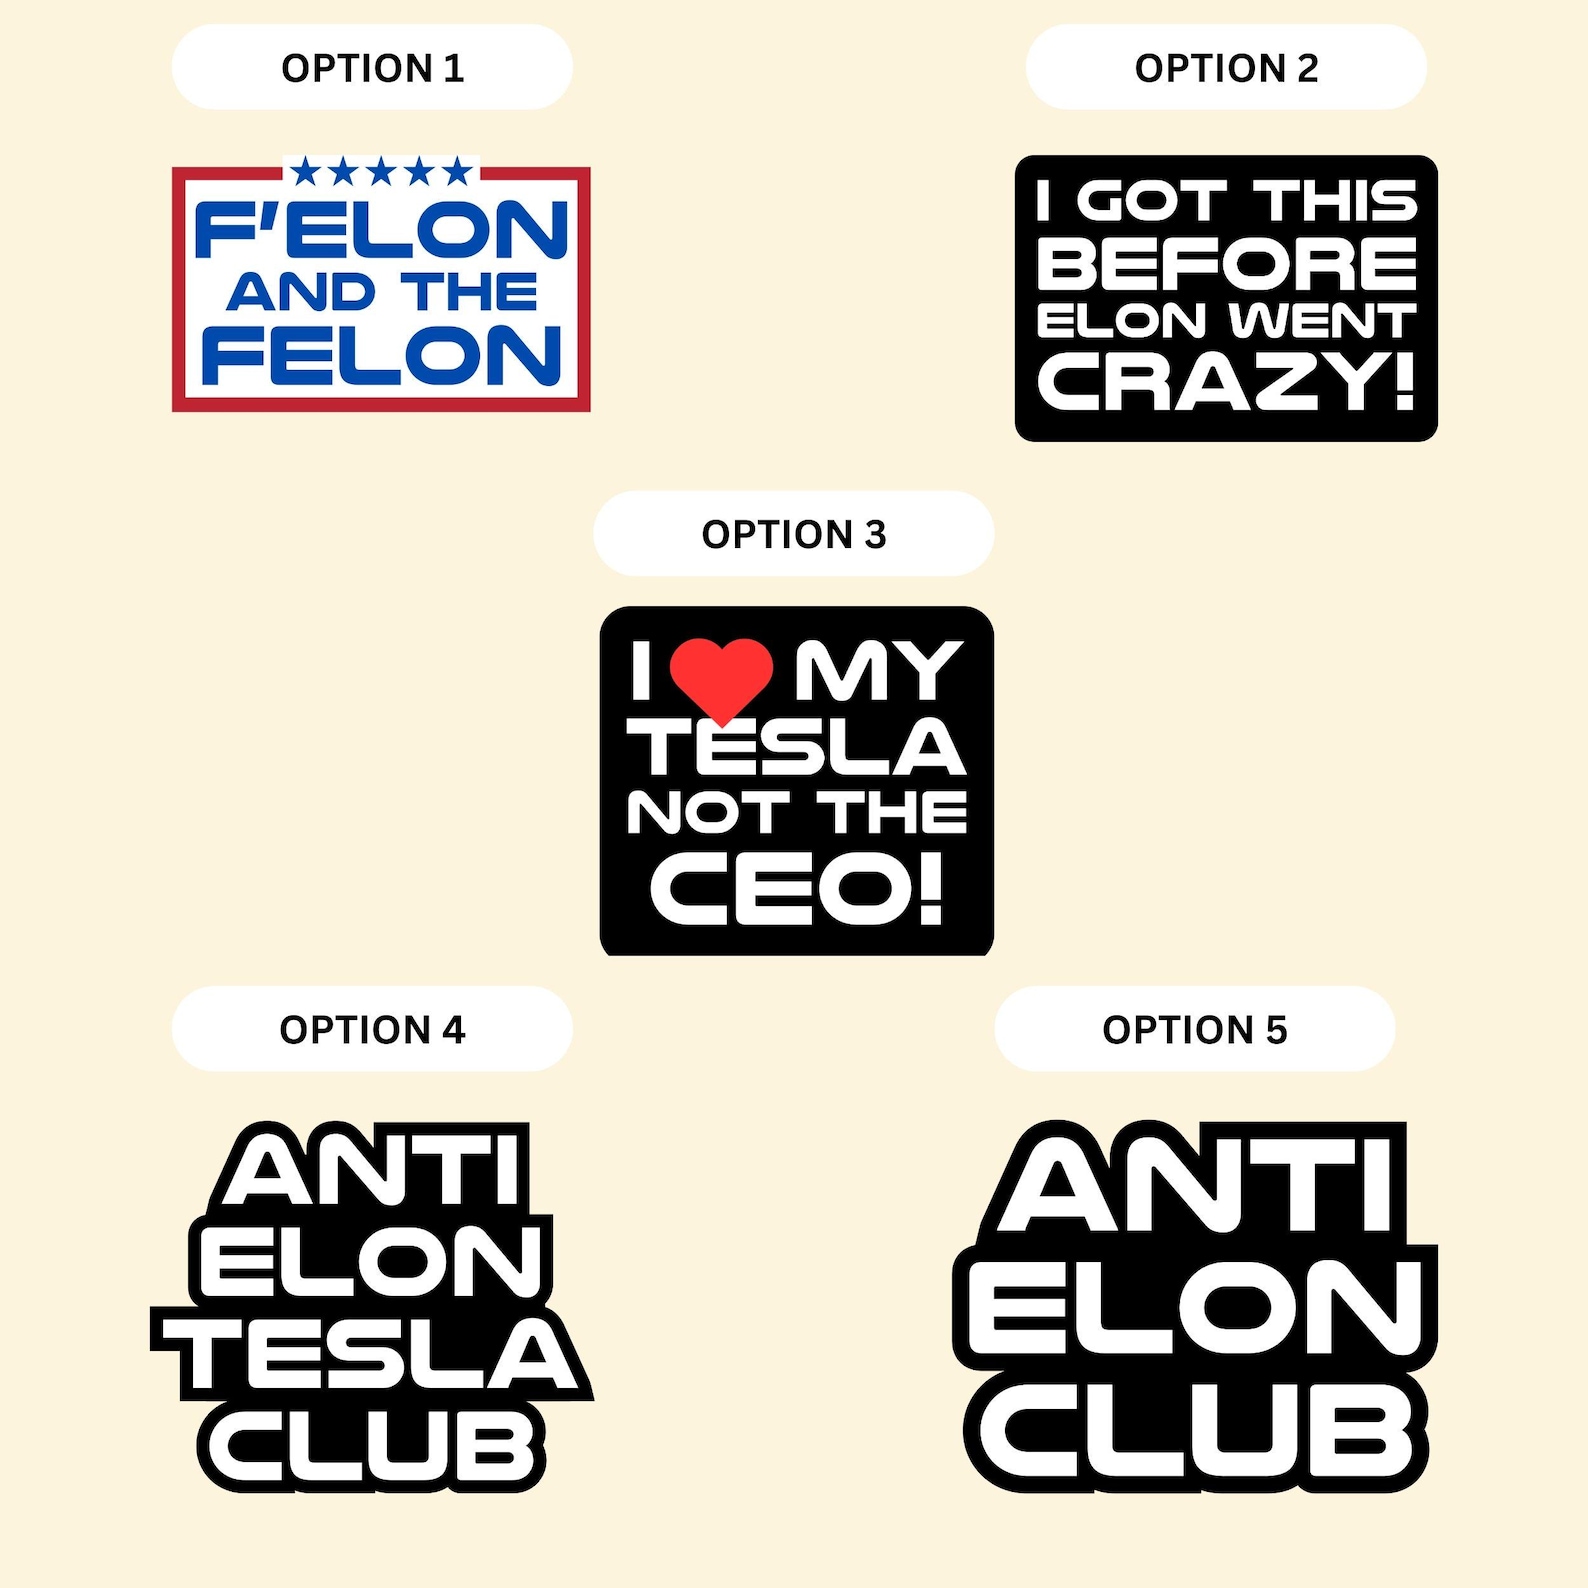 OPTION 1
F'ELON
AND THE
FELON
OPTION 2
I GOT THIS
BEFORE
ELON WENT
CRAZY!
OPTION 3
I ❤ MY
TESLA
NOT THE
CEO!
OPTION 4
ANTI
ELON
TESLA
CLUB
OPTION 5
ANTI
ELON
CLUB